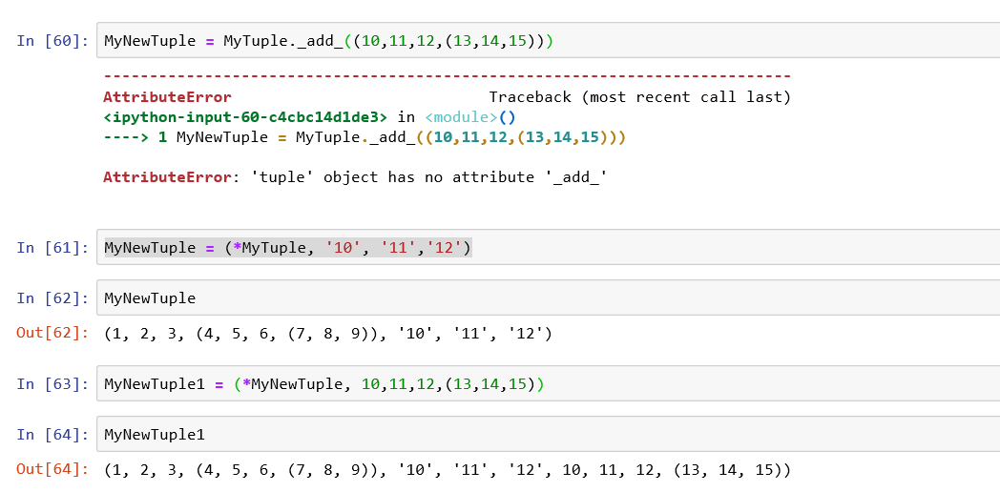 In [60]: MyNewTuple = MyTuple._add_((10,11,12,(13,14,15)))
---------------------------------------------------------------------------
AttributeError                            Traceback (most recent call last)
<ipython-input-60-c4cbc14d1de3> in <module>()
----> 1 MyNewTuple = MyTuple._add_((10,11,12,(13,14,15)))
AttributeError: 'tuple' object has no attribute '_add_'
In [61]: MyNewTuple = (*MyTuple, '10', '11','12')
In [62]: MyNewTuple
Out[62]: (1, 2, 3, (4, 5, 6, (7, 8, 9)), '10', '11', '12')
In [63]: MyNewTuple1 = (*MyNewTuple, 10,11,12,(13,14,15))
In [64]: MyNewTuple1
Out[64]: (1, 2, 3, (4, 5, 6, (7, 8, 9)), '10', '11', '12', 10, 11, 12, (13, 14, 15))